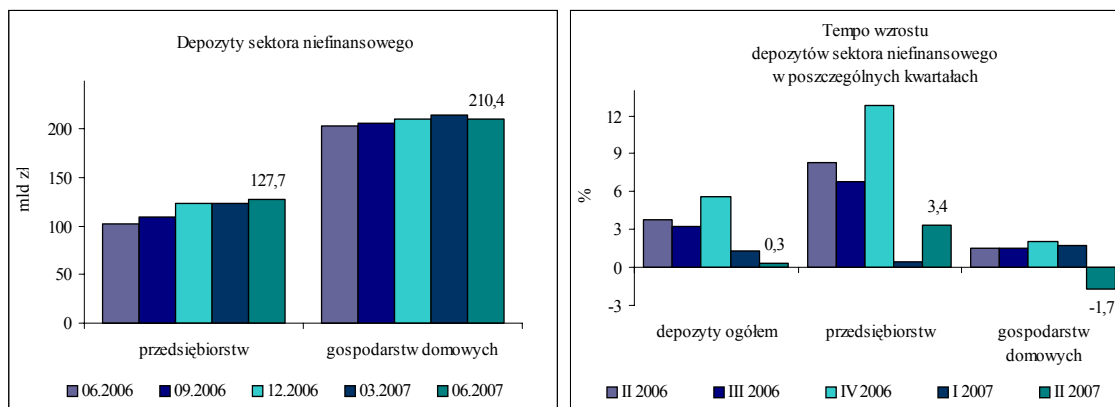 Depozyty sektora niefinansowego
mld zł
200
150
100
50
0
127,7
210,4
przedsiębiorstw
gospodarstw domowych
06.2006 09.2006 12.2006 03.2007 06.2007
Tempo wzrostu
depozytów sektora niefinansowego
w poszczególnych kwartałach
%
12
9
6
3
0
-3
0,3
3,4
-1,7
depozyty ogółem
przedsiębiorstw
gospodarstw
domowych
II 2006 III 2006 IV 2006 I 2007 II 2007